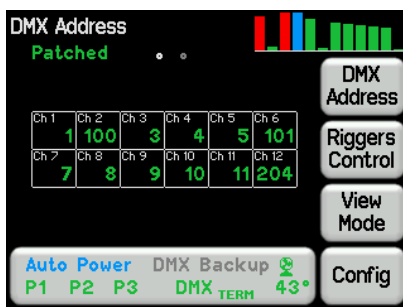 DMX Address
Patched
DMX
Address
Ch 1 Ch 2 Ch 3 Ch 4 Ch 5 Ch 6
1 100 3 4 5 101
Ch 7 Ch 8 Ch 9 Ch 10 Ch 11 Ch 12
7 8 9 10 11 204
Riggers
Control
View
Mode
Auto Power DMX Backup
P1 P2 P3 DMX TERM 43°
Config